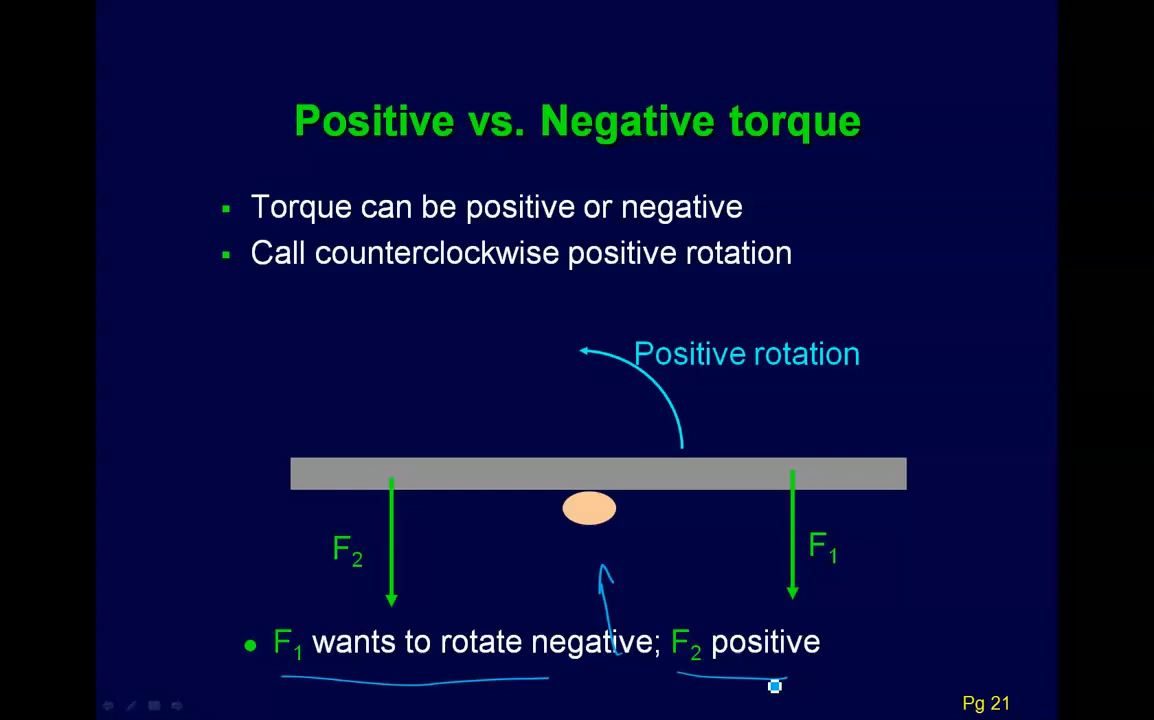 Positive vs. Negative torque
▪ Torque can be positive or negative
▪ Call counterclockwise positive rotation
Positive rotation
F₂
F₁
• F₁ wants to rotate negative; F₂ positive
Pg 21